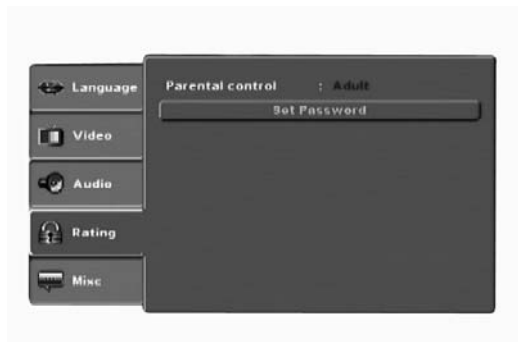 Language
Video
Audio
Rating
Misc
Parental control : Adult
Set Password